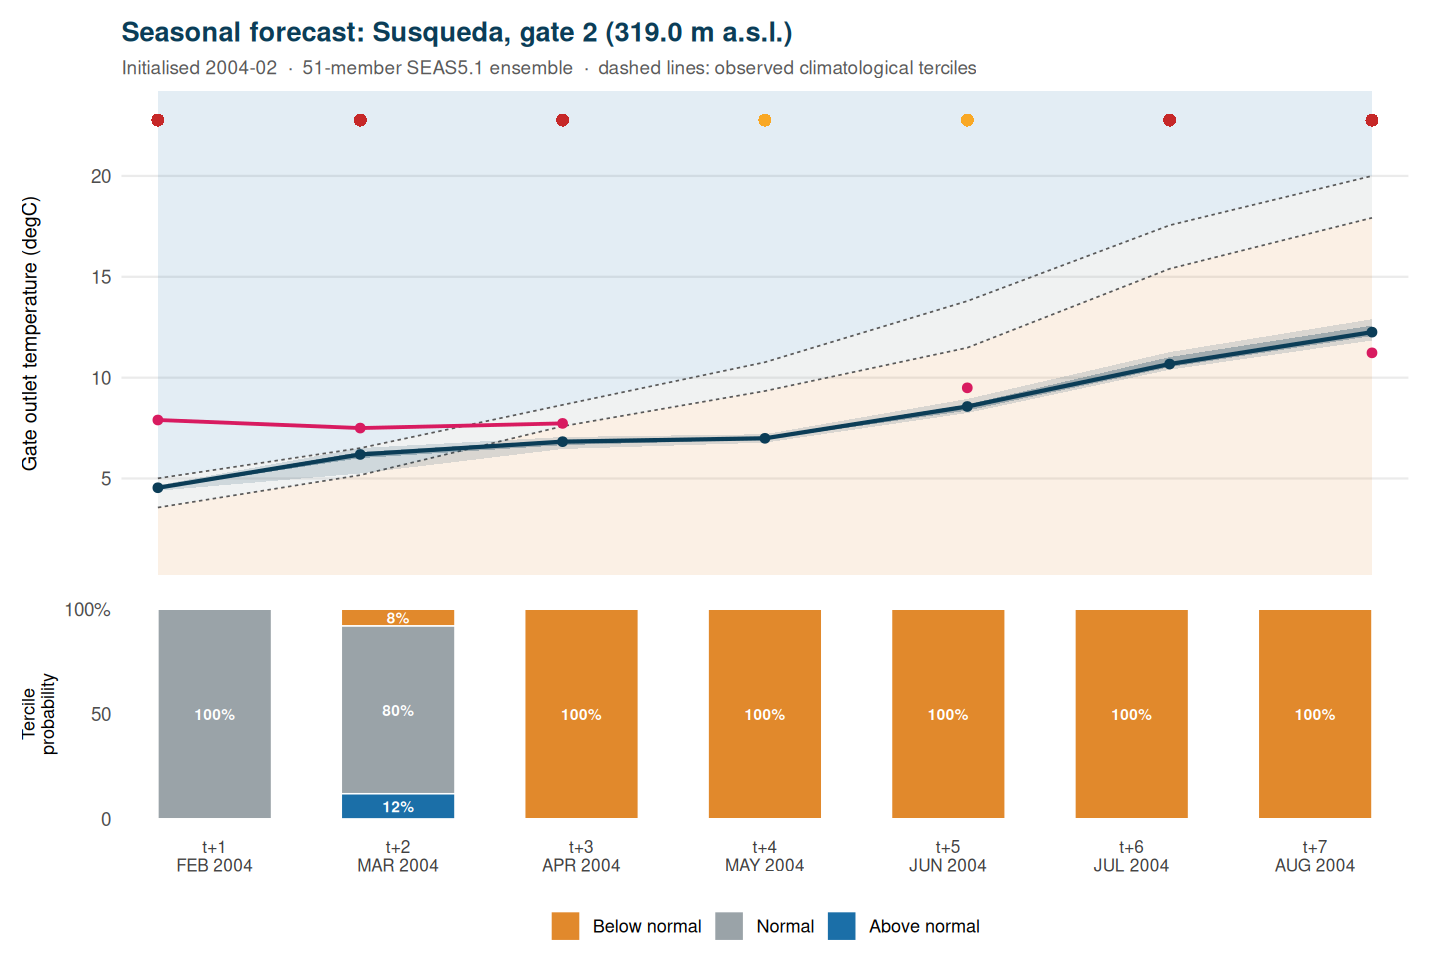 Seasonal forecast: Susqueda, gate 2 (319.0 m a.s.l.)
Initialised 2004-02 · 51-member SEAS5.1 ensemble · dashed lines: observed climatological terciles
Gate outlet temperature (degC)
20
15
10
5
Tercile
probability
100%
50
0
100%
8%
80%
12%
100%
100%
100%
100%
100%
t+1
FEB 2004
t+2
MAR 2004
t+3
APR 2004
t+4
MAY 2004
t+5
JUN 2004
t+6
JUL 2004
t+7
AUG 2004
Below normal
Normal
Above normal